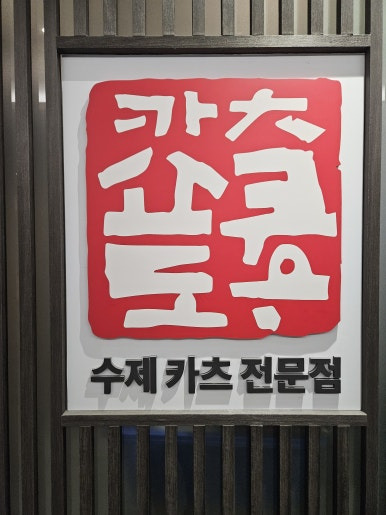 카츠
쇼쿠
도우
수제 카츠 전문점